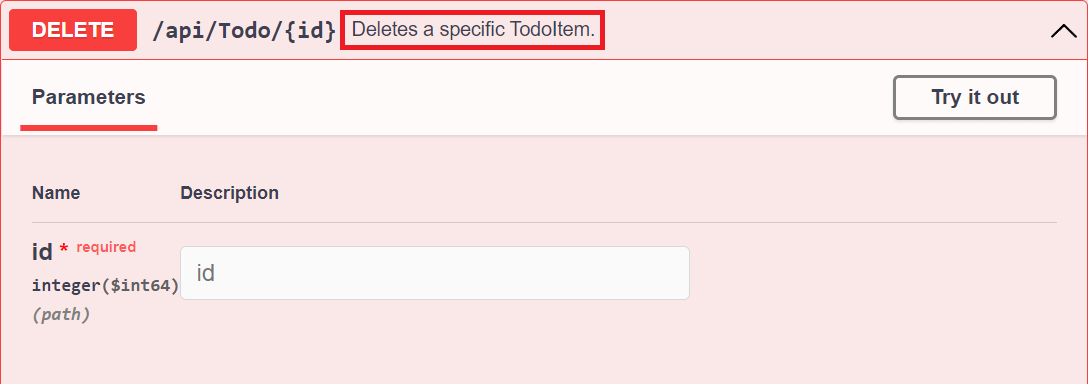 DELETE /api/Todo/{id} Deletes a specific TodoItem.
Parameters Try it out
Name Description
id * required
id
integer($int64)
(path)